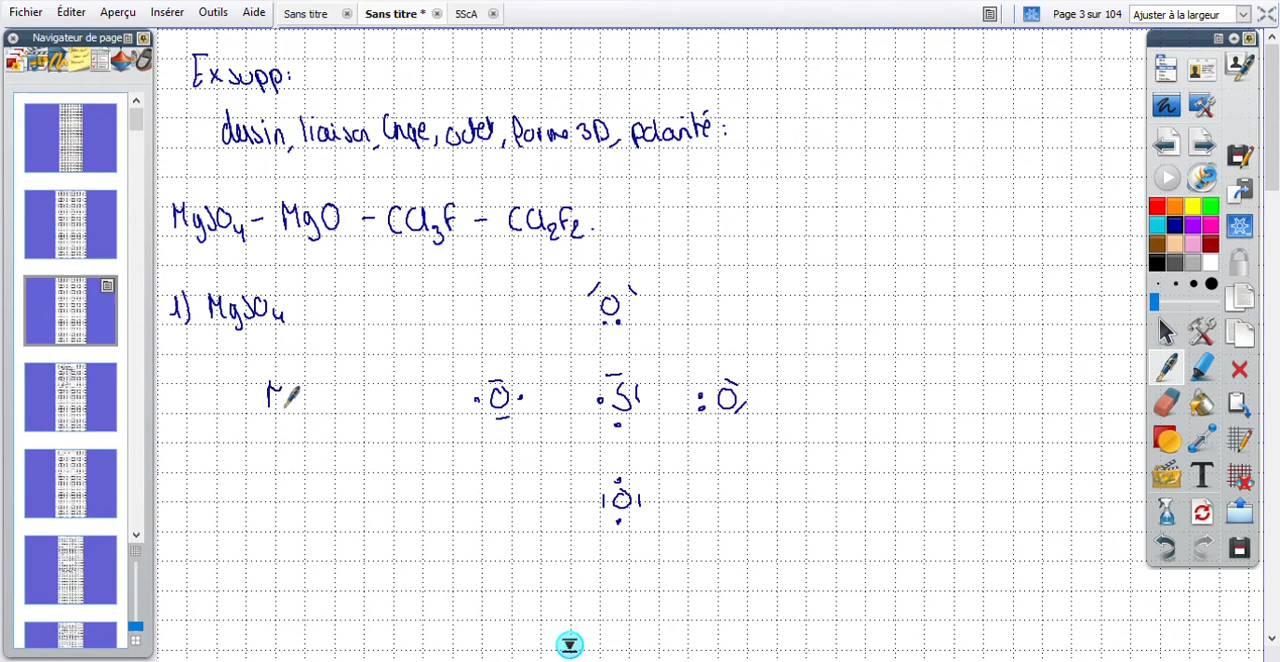 Fichier Éditer Aperçu Insérer Outils Aide Sans titre Sans titre * 5ScA Page 3 sur 104 Ajuster à la largeur
Navigateur de page
Ex supp:
dessin, liaison, Lnge, octet, forme 3D, polarité:
MgSO₄ - MgO - CCl₃F - CCl₂F₂.
1) MgSO₄
O
M O S O
O
T